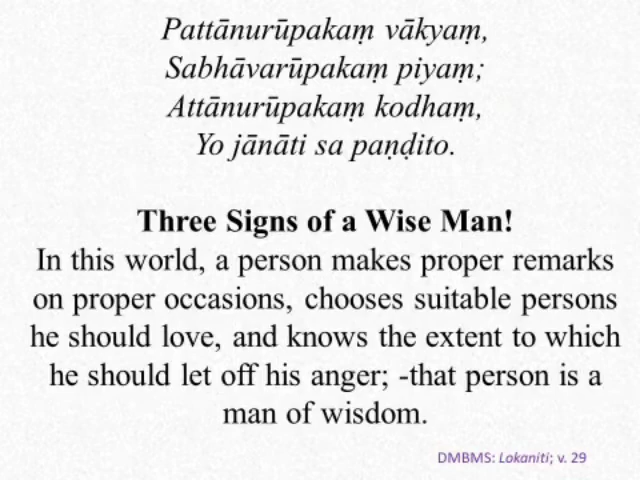 Pattānurūpakaṃ vākyaṃ,
Sabhāvarūpakaṃ piyaṃ;
Attānurūpakaṃ kodhaṃ,
Yo jānāti sa paṇḍito.
Three Signs of a Wise Man!
In this world, a person makes proper remarks
on proper occasions, chooses suitable persons
he should love, and knows the extent to which
he should let off his anger; -that person is a
man of wisdom.
DMBMS: Lokaniti; v. 29